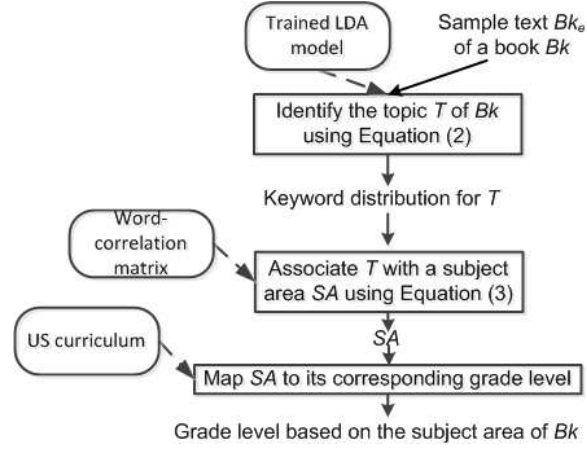 Trained LDA
model
Sample text Bkₑ
of a book Bk
Identify the topic T of Bk
using Equation (2)
Keyword distribution for T
Word-
correlation
matrix
Associate T with a subject
area SA using Equation (3)
SA
US curriculum
Map SA to its corresponding grade level
Grade level based on the subject area of Bk